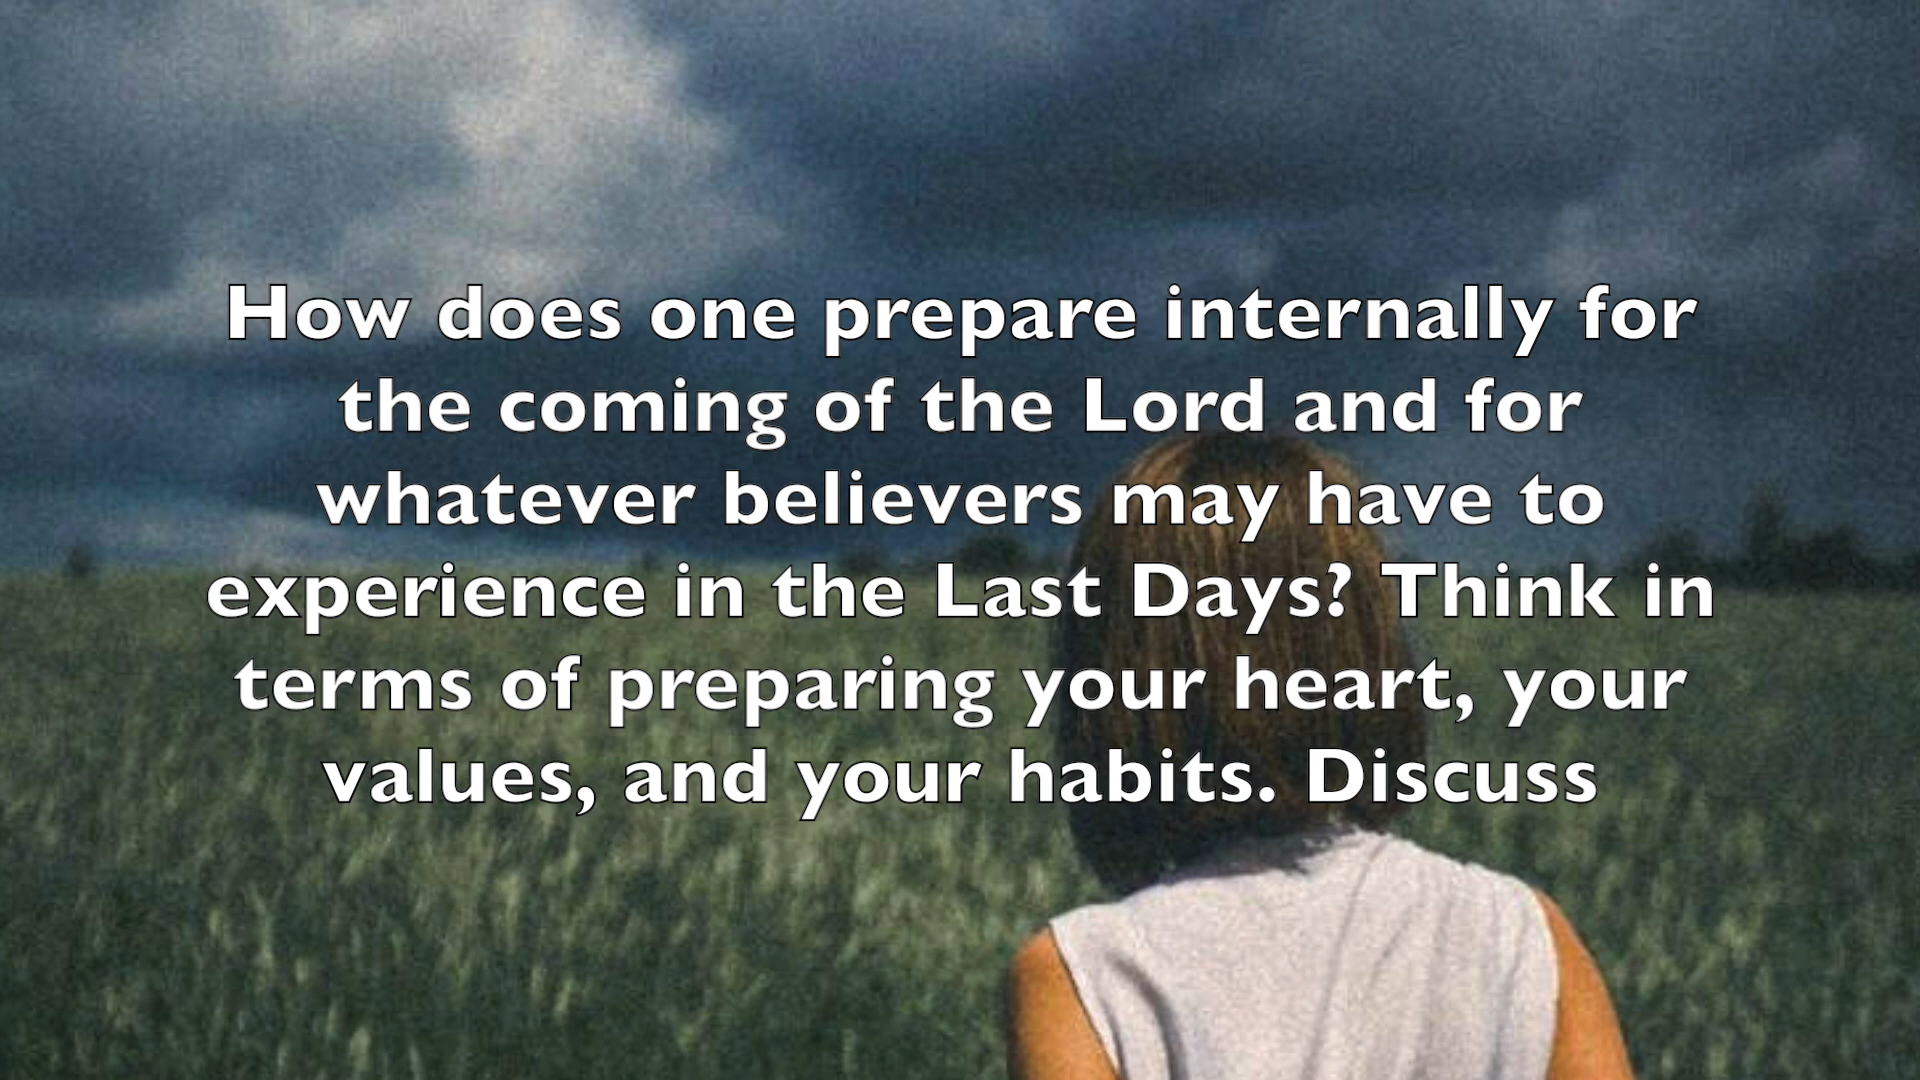 How does one prepare internally for
the coming of the Lord and for
whatever believers may have to
experience in the Last Days? Think in
terms of preparing your heart, your
values, and your habits. Discuss